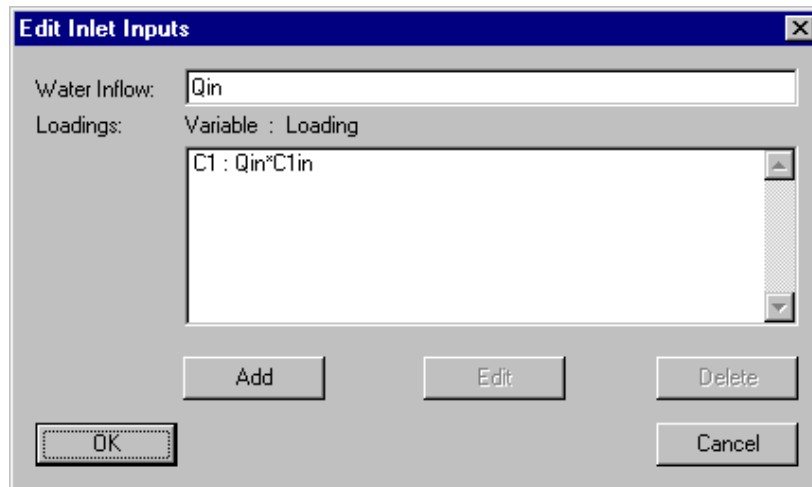 Edit Inlet Inputs
Water Inflow: Qin
Loadings: Variable : Loading
C1 : Qin*C1in
Add Edit Delete
OK Cancel